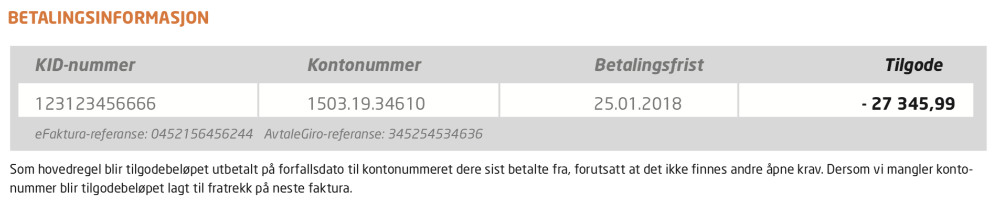 BETALINGSINFORMASJON
KID-nummer Kontonummer Betalingsfrist Tilgode
123123456666 1503.19.34610 25.01.2018 - 27 345,99
eFaktura-referanse: 0452156456244 AvtaleGiro-referanse: 345254534636
Som hovedregel blir tilgodebeløpet utbetalt på forfallsdato til kontonummeret dere sist betalte fra, forutsatt at det ikke finnes andre åpne krav. Dersom vi mangler konto-
nummer blir tilgodebeløpet lagt til fratrekk på neste faktura.